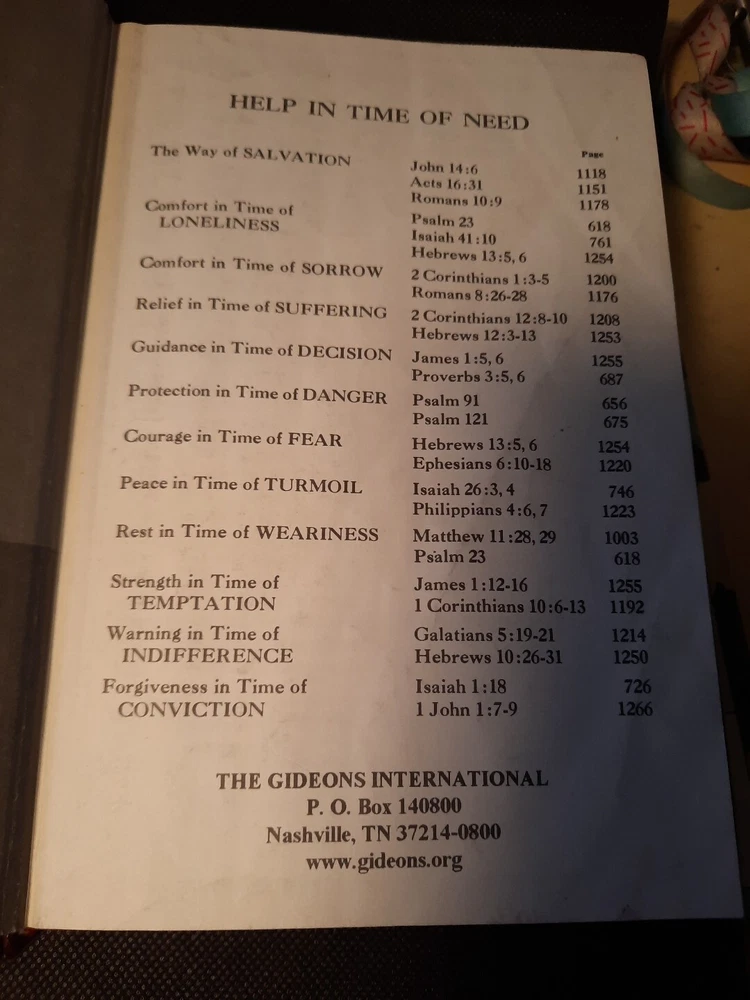 HELP IN TIME OF NEED
Page
The Way of SALVATION John 14:6 1118
Acts 16:31 1151
Romans 10:9 1178
Comfort in Time of Psalm 23 618
LONELINESS Isaiah 41:10 761
Hebrews 13:5, 6 1254
Comfort in Time of SORROW 2 Corinthians 1:3-5 1200
Romans 8:26-28 1176
Relief in Time of SUFFERING 2 Corinthians 12:8-10 1208
Hebrews 12:3-13 1253
Guidance in Time of DECISION James 1:5, 6 1255
Proverbs 3:5, 6 687
Protection in Time of DANGER Psalm 91 656
Psalm 121 675
Courage in Time of FEAR Hebrews 13:5, 6 1254
Ephesians 6:10-18 1220
Peace in Time of TURMOIL Isaiah 26:3, 4 746
Philippians 4:6, 7 1223
Rest in Time of WEARINESS Matthew 11:28, 29 1003
Psalm 23 618
Strength in Time of James 1:12-16 1255
TEMPTATION 1 Corinthians 10:6-13 1192
Warning in Time of Galatians 5:19-21 1214
INDIFFERENCE Hebrews 10:26-31 1250
Forgiveness in Time of Isaiah 1:18 726
CONVICTION 1 John 1:7-9 1266
THE GIDEONS INTERNATIONAL
P. O. Box 140800
Nashville, TN 37214-0800
www.gideons.org